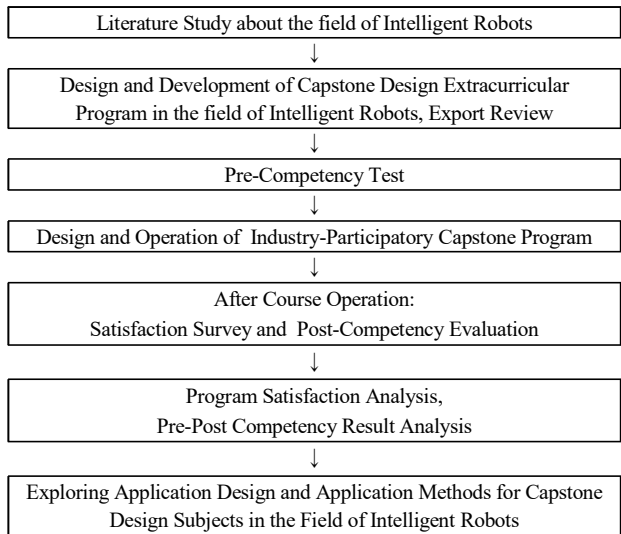 Literature Study about the field of Intelligent Robots
↓
Design and Development of Capstone Design Extracurricular
Program in the field of Intelligent Robots, Export Review
↓
Pre-Competency Test
↓
Design and Operation of Industry-Participatory Capstone Program
↓
After Course Operation:
Satisfaction Survey and Post-Competency Evaluation
↓
Program Satisfaction Analysis,
Pre-Post Competency Result Analysis
↓
Exploring Application Design and Application Methods for Capstone
Design Subjects in the Field of Intelligent Robots